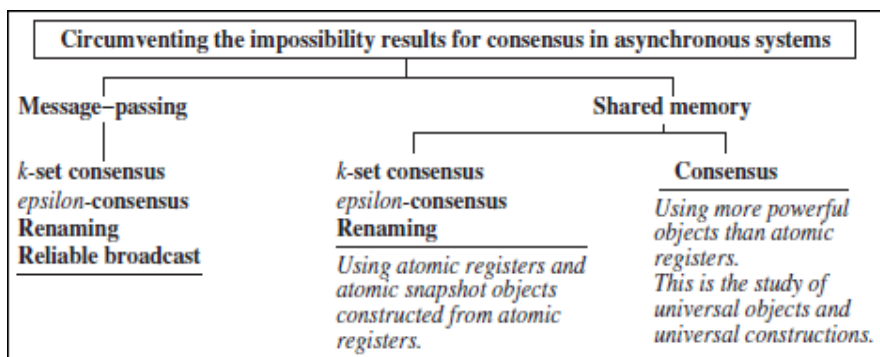 Circumventing the impossibility results for consensus in asynchronous systems
Message–passing
Shared memory
k-set consensus
epsilon-consensus
Renaming
Reliable broadcast
k-set consensus
epsilon-consensus
Renaming
Using atomic registers and
atomic snapshot objects
constructed from atomic
registers.
Consensus
Using more powerful
objects than atomic
registers.
This is the study of
universal objects and
universal constructions.